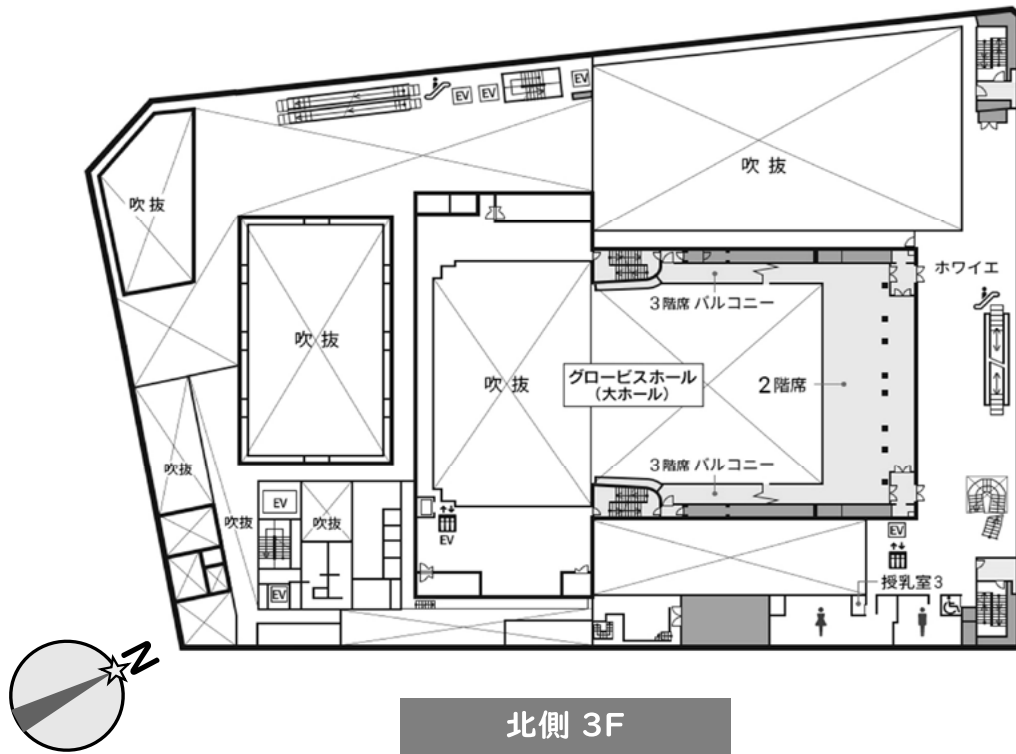 EV
EV
EV
吹抜
吹抜
ホワイエ
3階席 バルコニー
吹抜
吹抜
グロービスホール
(大ホール)
2階席
3階席 バルコニー
吹抜
EV
吹抜
吹抜
EV
EV
EV
授乳室3
N
北側 3F